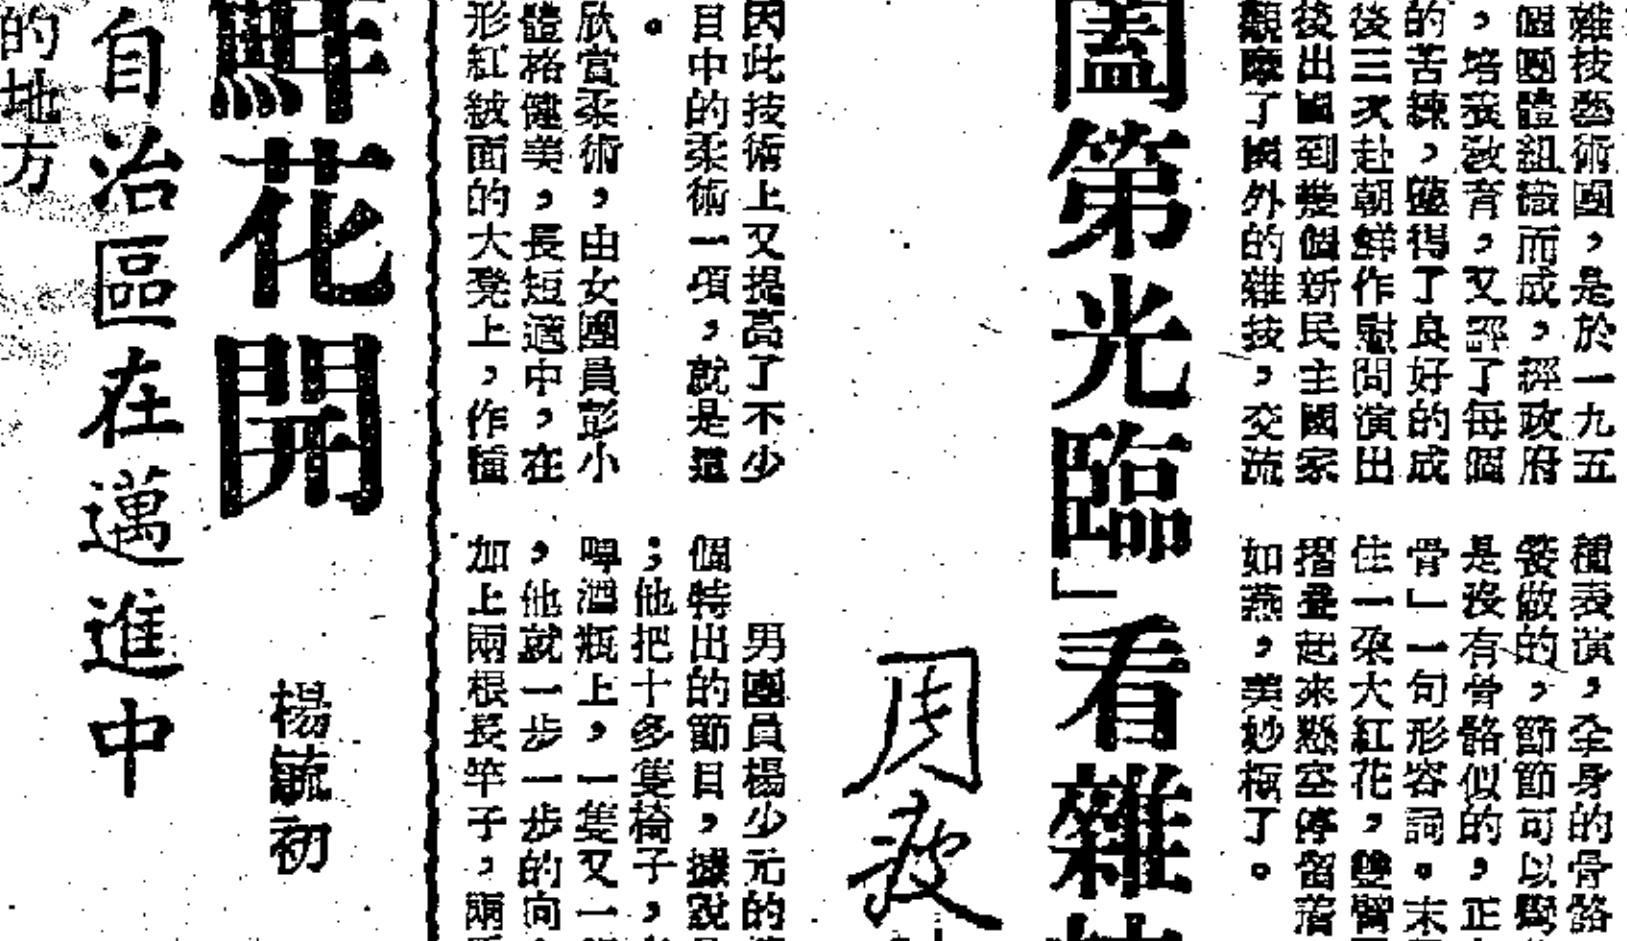 雜技藝術團，是於一九五
個團體組織而成，經政府
，培養教育，又評了每個
的苦練，獲得了良好的成
後三次赴朝鮮作慰問演出
後出國到幾個新民主國家
觀摩了國外的雜技，交流
種表演，全身的骨骼
裝做的，節節可以彎
是沒有骨骼似的，正
骨」一句形容詞。末
住一朵大紅花，雙臂
摺疊起來懸空停留着
如燕，美妙極了。
第光臨」看雜技
周
因此技術上又提高了不少
目中的柔術一項，就是這
。
欣賞柔術，由女團員彭小
體格健美，長短適中，在
形紅絨面的大凳上，作種
男團員楊少元的
個特出的節目，據說
；他把十多隻椅子，
啤酒瓶上，一隻又一
，他就一步一步的向
加上兩根長竿子，兩
鮮花開
楊毓初
自治區在邁進中
的地方